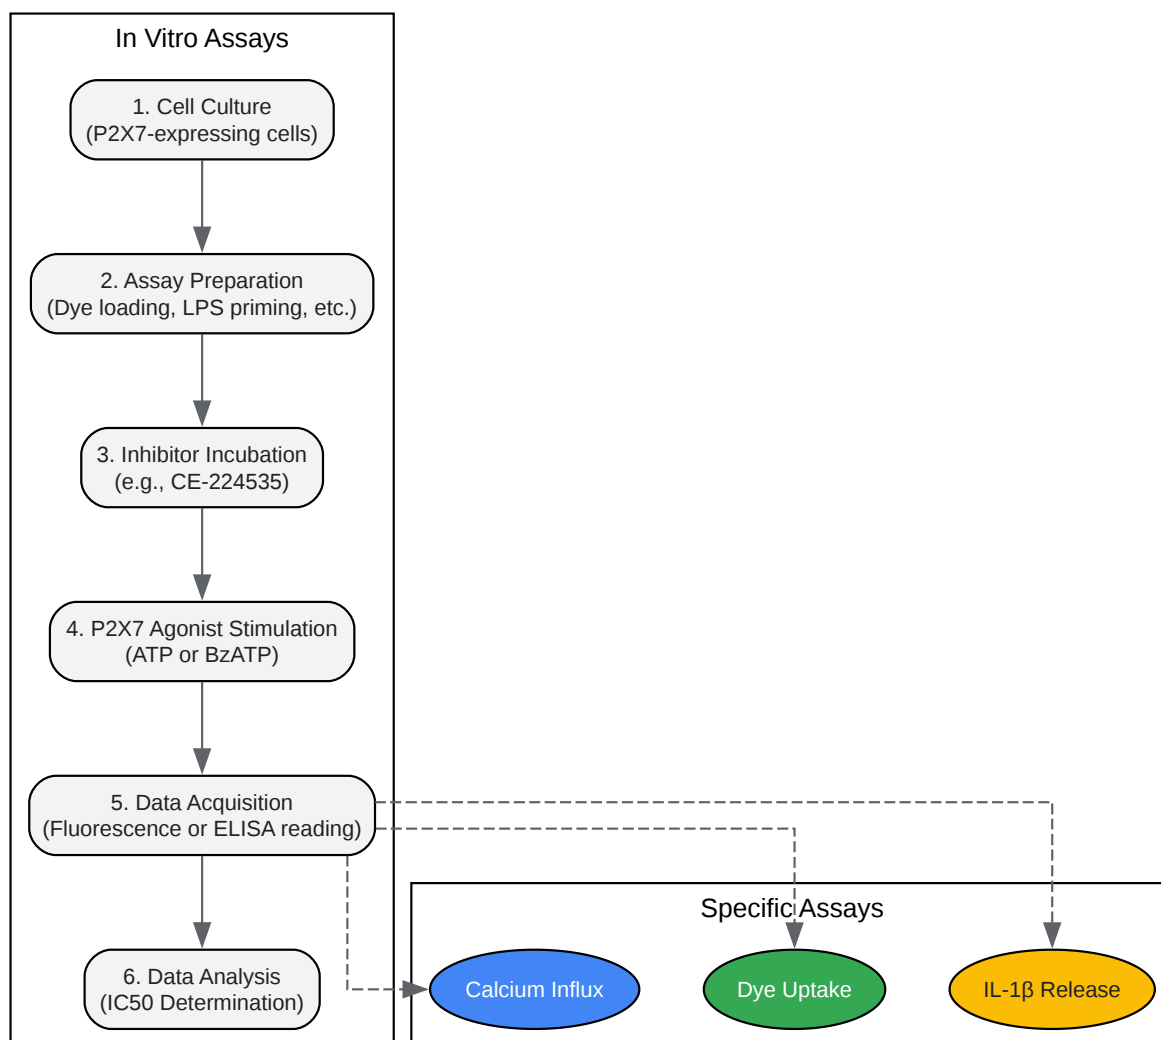 In Vitro Assays
1. Cell Culture
(P2X7-expressing cells)
2. Assay Preparation
(Dye loading, LPS priming, etc.)
3. Inhibitor Incubation
(e.g., CE-224535)
4. P2X7 Agonist Stimulation
(ATP or BzATP)
5. Data Acquisition
(Fluorescence or ELISA reading)
6. Data Analysis
(IC50 Determination)
Specific Assays
Calcium Influx
Dye Uptake
IL-1β Release